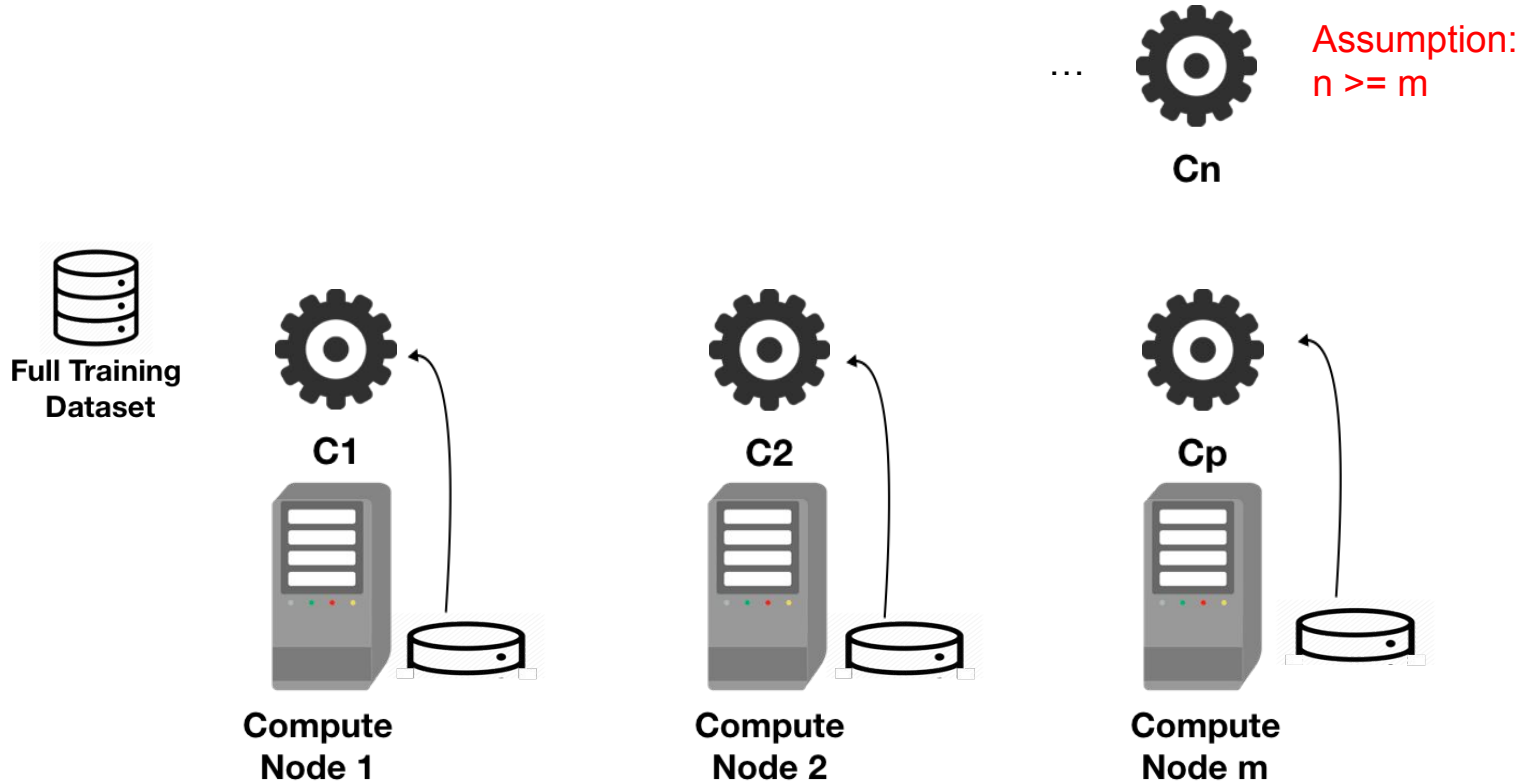 ...
Assumption:
n >= m
Cn
Full Training
Dataset
C1
C2
Cp
Compute
Node 1
Compute
Node 2
Compute
Node m